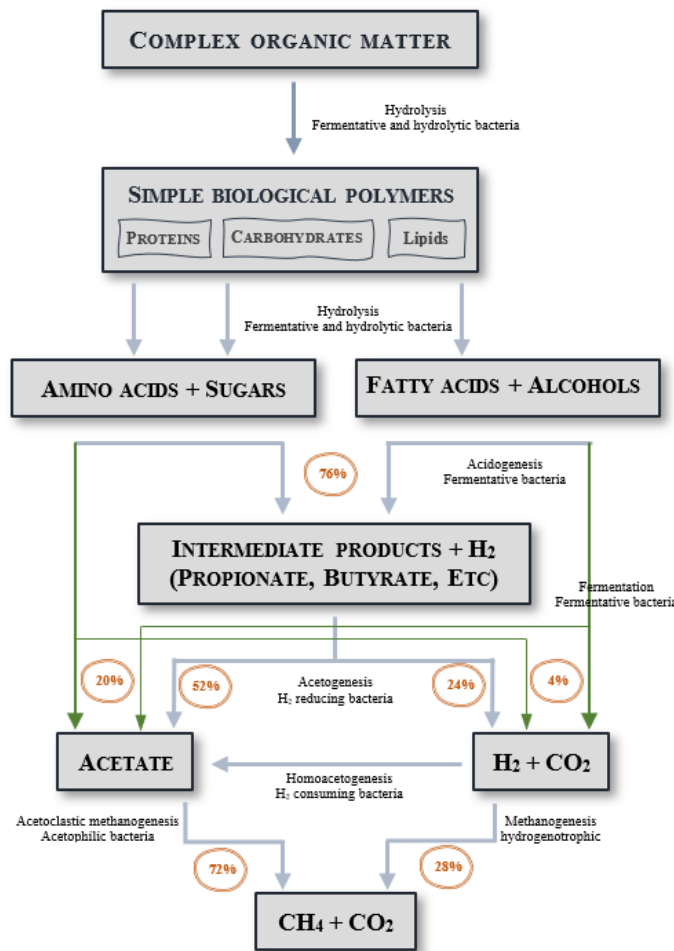 COMPLEX ORGANIC MATTER
Hydrolysis
Fermentative and hydrolytic bacteria
SIMPLE BIOLOGICAL POLYMERS
PROTEINS
CARBOHYDRATES
Lipids
Hydrolysis
Fermentative and hydrolytic bacteria
AMINO ACIDS + SUGARS
FATTY ACIDS + ALCOHOLS
76%
Acidogenesis
Fermentative bacteria
INTERMEDIATE PRODUCTS + H₂
(PROPIONATE, BUTYRATE, ETC)
Fermentation
Fermentative bacteria
20%
52%
Acetogenesis
H₂ reducing bacteria
24%
4%
ACETATE
H₂ + CO₂
Homoacetogenesis
H₂ consuming bacteria
Acetoclastic methanogenesis
Acetophilic bacteria
Methanogenesis
hydrogenotrophic
72%
28%
CH₄ + CO₂